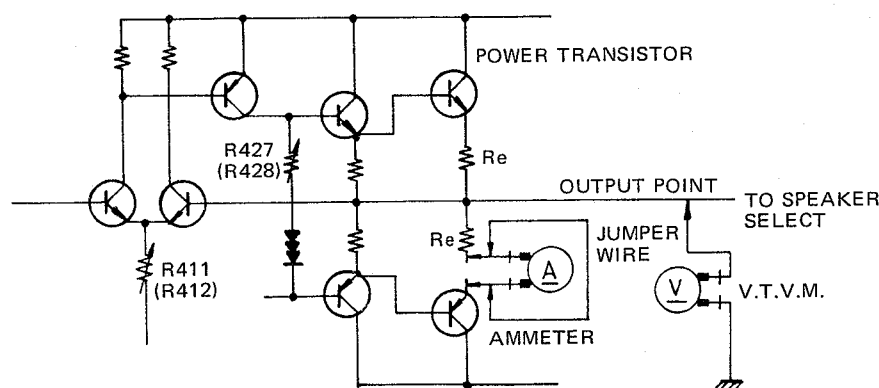 POWER TRANSISTOR
R427
(R428)
Re
OUTPUT POINT
TO SPEAKER
SELECT
R411
(R412)
Re
JUMPER
WIRE
A
V
V.T.V.M.
AMMETER